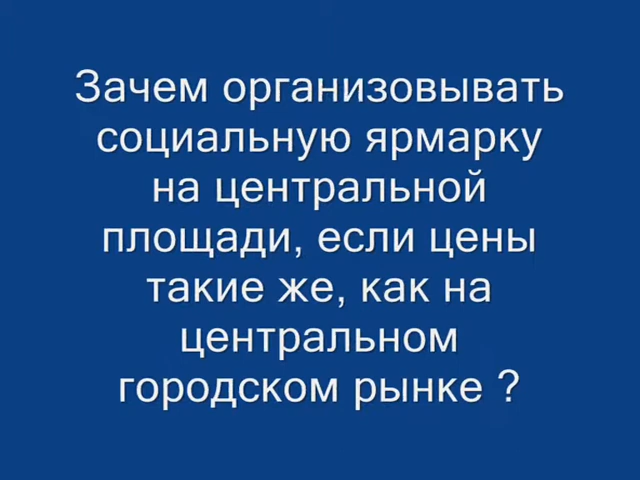 Зачем организовывать
социальную ярмарку
на центральной
площади, если цены
такие же, как на
центральном
городском рынке ?